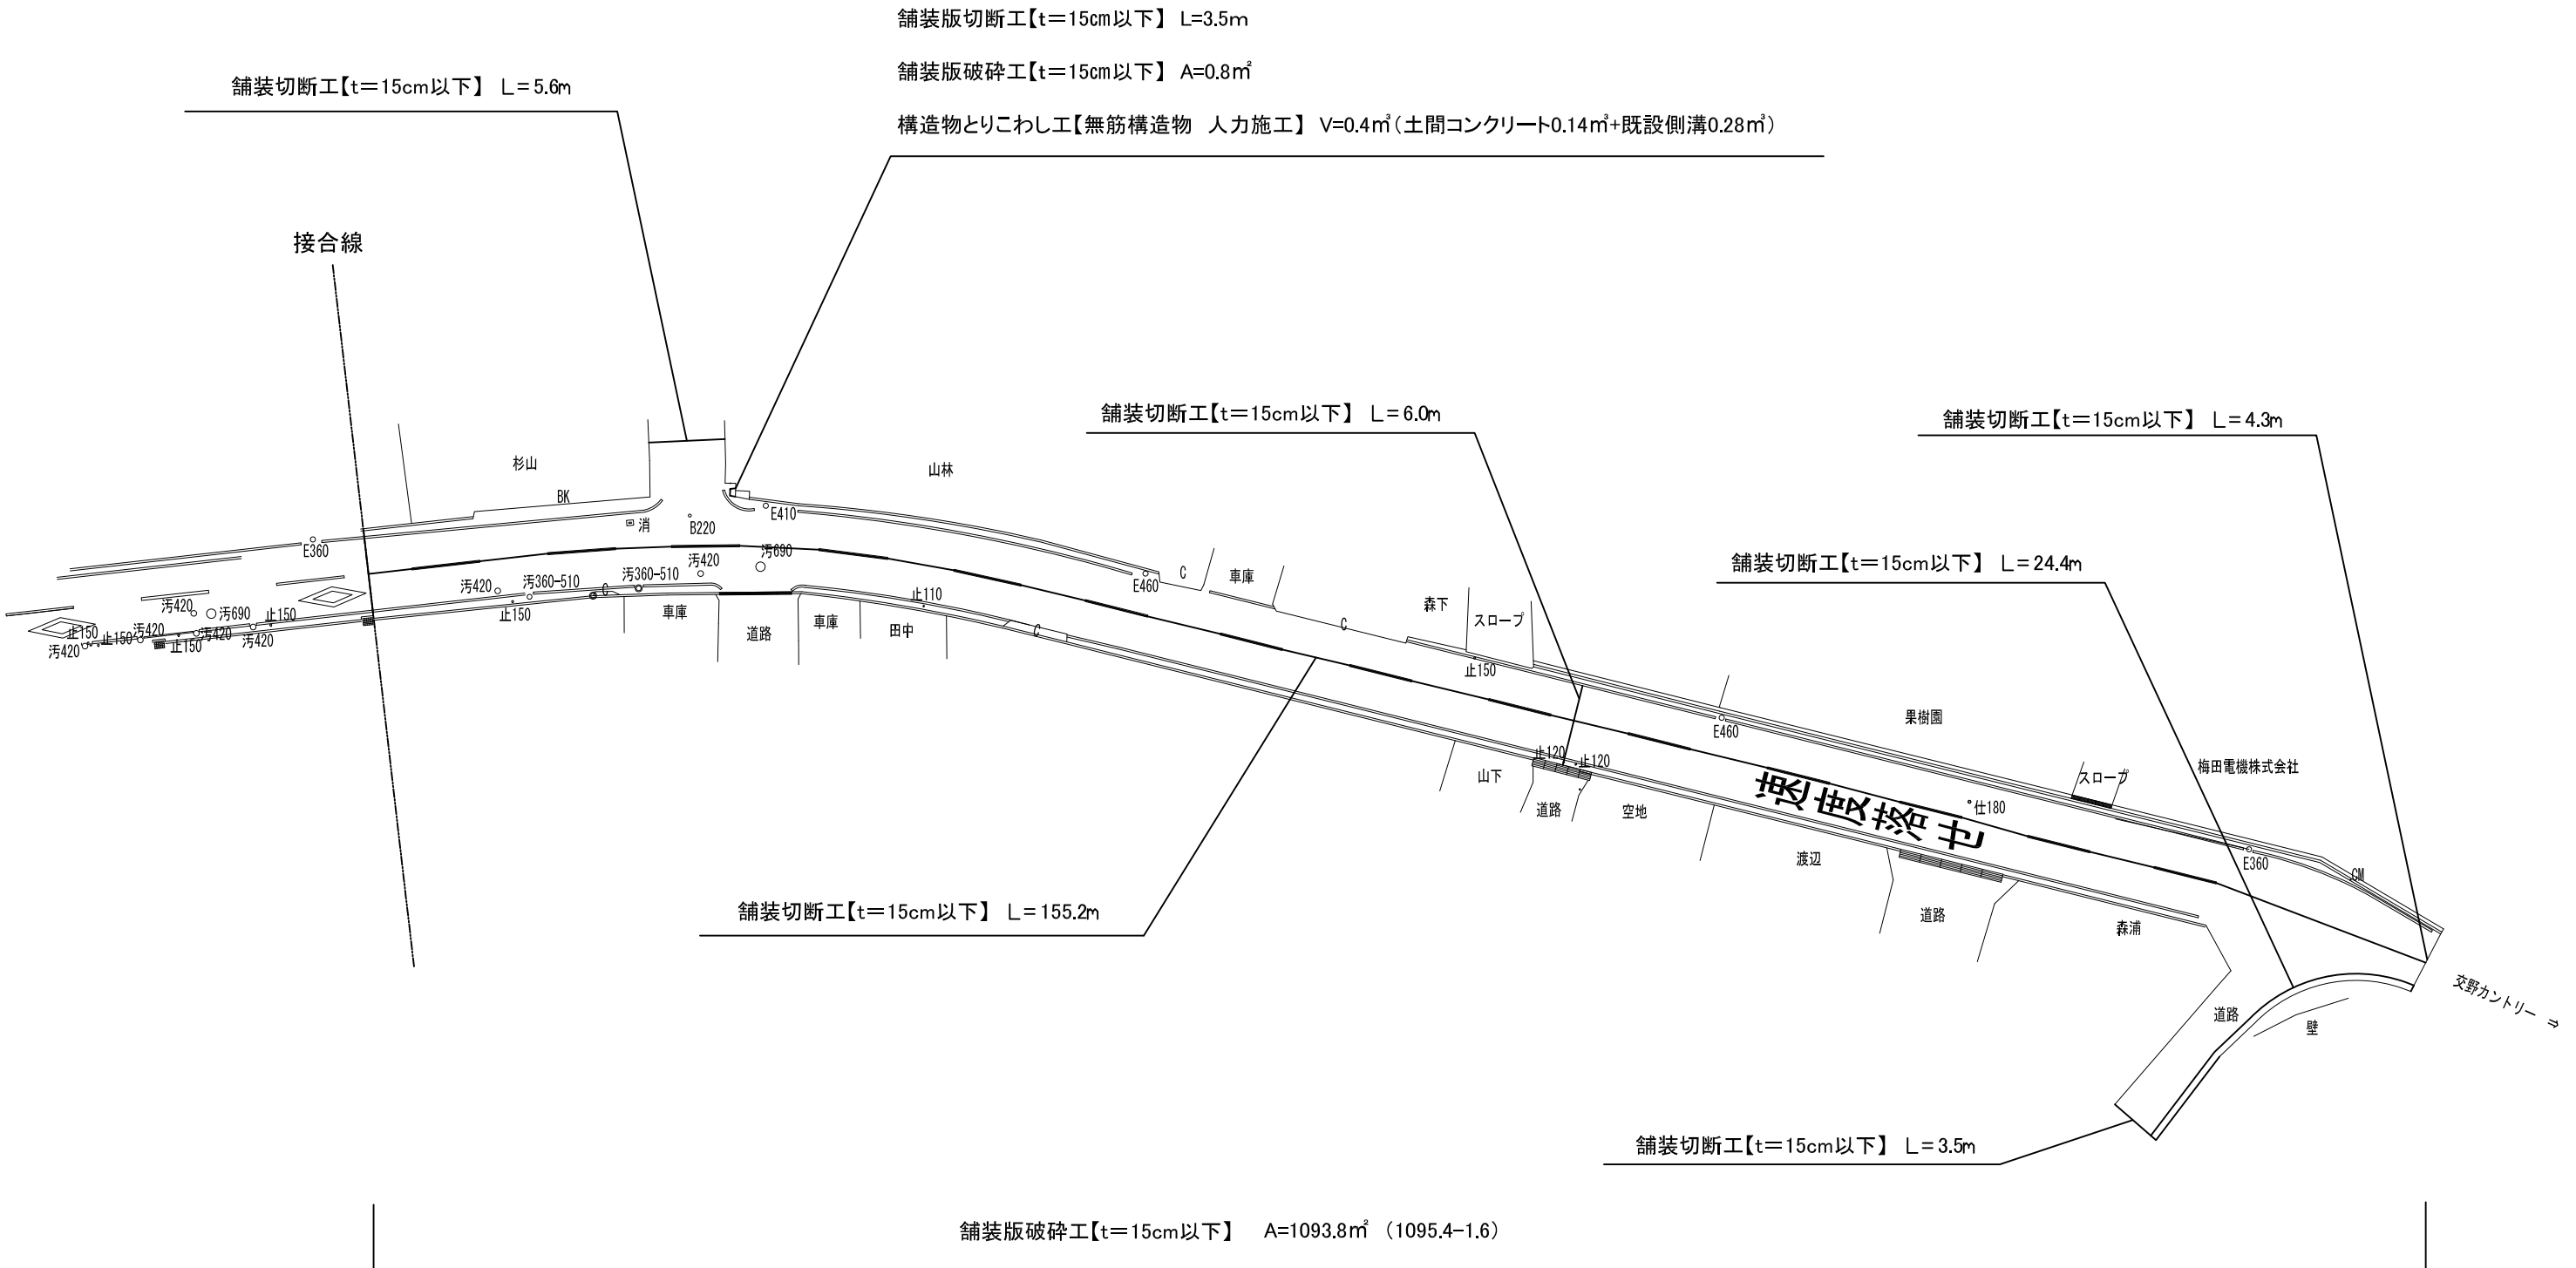 舗装版切断工【t＝15cm以下】 L=3.5m
舗装版破砕工【t＝15cm以下】 A=0.8㎡
構造物とりこわし工【無筋構造物　人力施工】 V=0.4㎥（土間コンクリート0.14㎥+既設側溝0.28㎥）
舗装切断工【t＝15cm以下】 L＝5.6m
接合線
舗装切断工【t＝15cm以下】 L＝6.0m
舗装切断工【t＝15cm以下】 L＝4.3m
杉山
山林
BK
消
B220
E410
E360
汚690
汚420
舗装切断工【t＝15cm以下】 L＝24.4m
E460
C
車庫
汚420
汚360-510
C
汚360-510
止110
森下
スロープ
C
汚420
汚690
止150
止150
車庫
道路
車庫
田中
C
止150
止150
汚420
汚420
止150
汚420
汚420
止150
E460
果樹園
止120
止120
山下
道路
空地
速度落せ
仕180
スロープ
梅田電機株式会社
渡辺
E360
CM
舗装切断工【t＝15cm以下】 L＝155.2m
道路
森浦
交野カントリー ⇒
道路
壁
舗装切断工【t＝15cm以下】 L＝3.5m
舗装版破砕工【t＝15cm以下】　A=1093.8㎡ （1095.4-1.6）